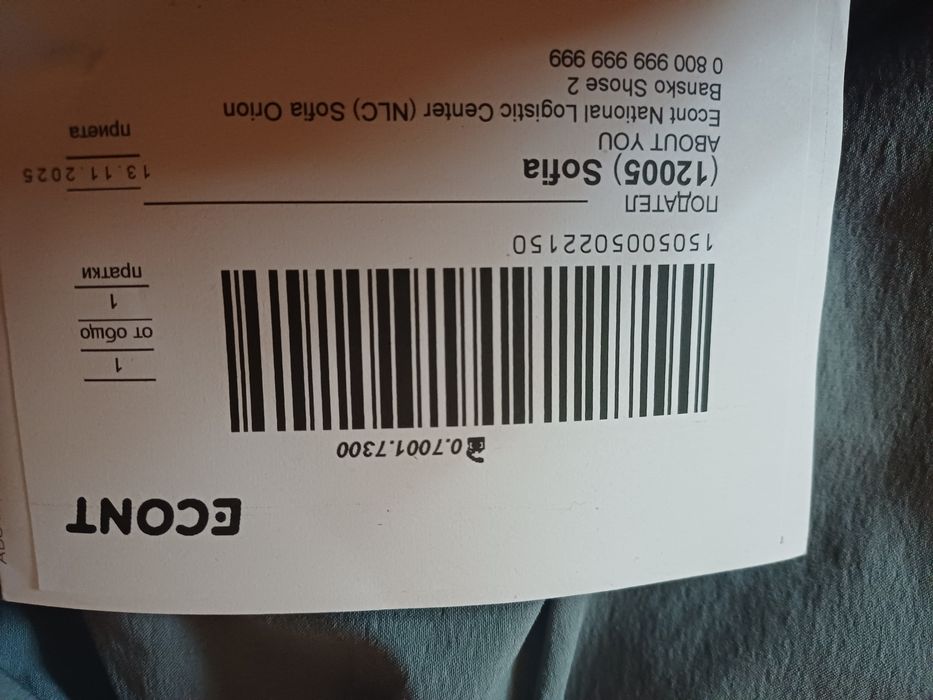 ECONT
0.7001.7300
1
от общо
1
пратки
1505005022150
ПОДАТЕЛ
(12005) Sofia
ABOUT YOU
Econt National Logistic Center (NLC) Sofia Orion
Bansko Shose 2
0 800 999 999 999
13.11.2025
приета